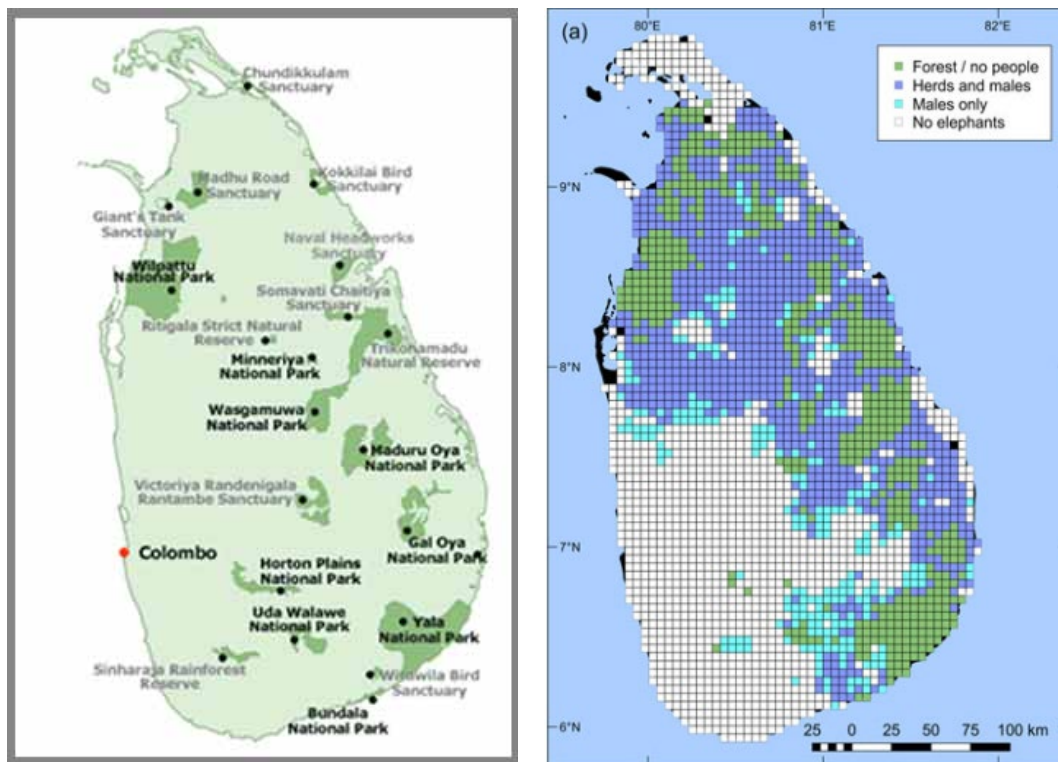 Chundikkulam
Sanctuary
Madhu Road
Sanctuary
Kokkilai Bird
Sanctuary
Giant's Tank
Sanctuary
Naval Headworks
Sanctuary
Wilpattu
National Park
Somavati Chaitiya
Sanctuary
Ritigala Strict Natural
Reserve
Trikonamadu
Natural Reserve
Minneriya
National Park
Wasgamuwa
National Park
Maduru Oya
National Park
Victoriya Randenigala
Rantambe Sanctuary
Gal Oya
National Park
Colombo
Horton Plains
National Park
Uda Walawe
National Park
Yala
National Park
Sinharaja Rainforest
Reserve
Wirawila Bird
Sanctuary
Bundala
National Park
80°E 81°E 82°E
(a)
Forest / no people
Herds and males
Males only
No elephants
9°N
8°N
7°N
6°N
25 0 25 50 75 100 km